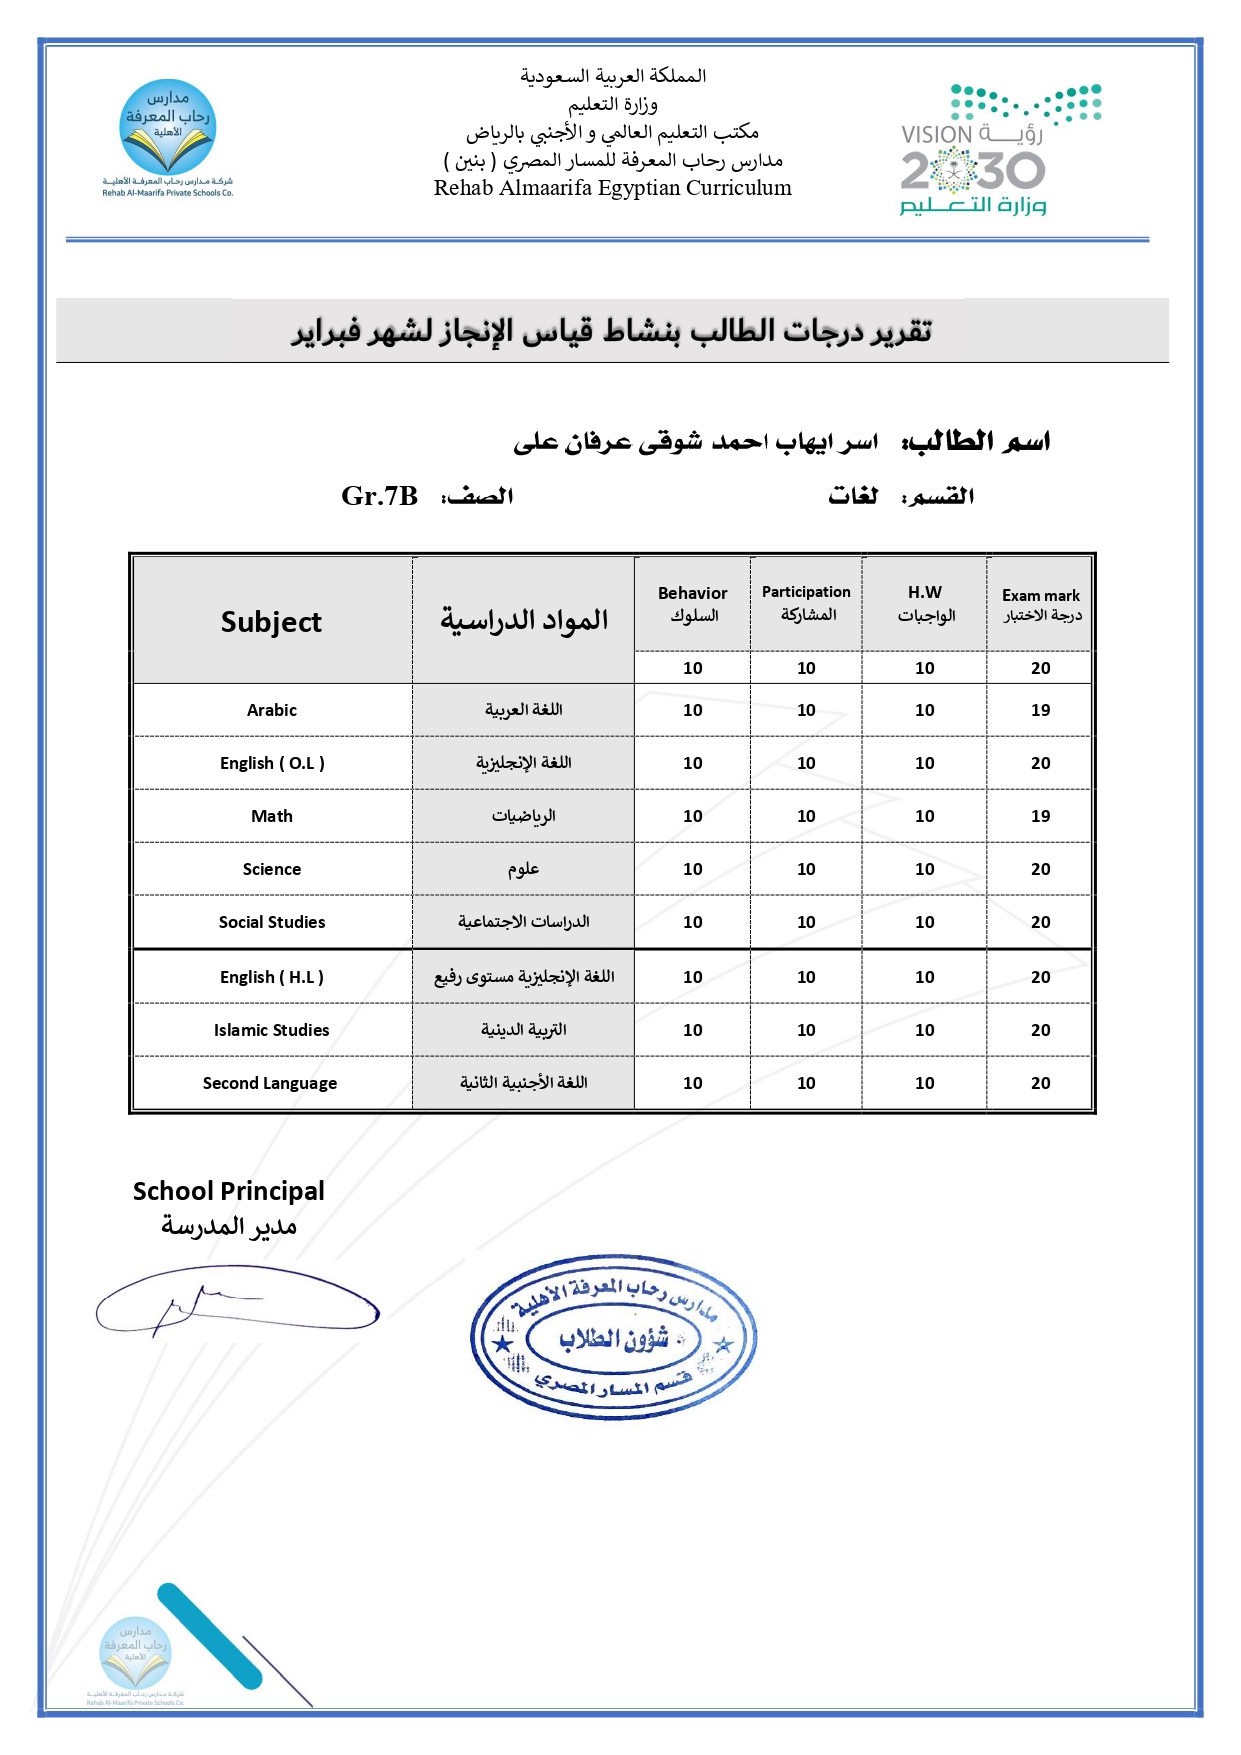 مدارس
رحاب المعرفة
الأهلية
شركة مدارس رحاب المعرفة الأهلية
Rehab Al-Maarifa Private Schools Co.
المملكة العربية السعودية
وزارة التعليم
مكتب التعليم العالمي و الأجنبي بالرياض
مدارس رحاب المعرفة للمسار المصري ( بنين )
Rehab Almaarifa Egyptian Curriculum
VISION رؤيــة
2030
وزارة التعـليم
تقرير درجات الطالب بنشاط قياس الإنجاز لشهر فبراير
اسم الطالب: اسر ايهاب احمد شوقى عرفان على
القسم: لغات الصف: Gr.7B
Subject المواد الدراسية Behavior السلوك Participation المشاركة H.W الواجبات Exam mark درجة الاختبار
10 10 10 20
Arabic اللغة العربية 10 10 10 19
English ( O.L ) اللغة الإنجليزية 10 10 10 20
Math الرياضيات 10 10 10 19
Science علوم 10 10 10 20
Social Studies الدراسات الاجتماعية 10 10 10 20
English ( H.L ) اللغة الإنجليزية مستوى رفيع 10 10 10 20
Islamic Studies التربية الدينية 10 10 10 20
Second Language اللغة الأجنبية الثانية 10 10 10 20
School Principal
مدير المدرسة
مدارس رحاب المعرفة الأهلية
شؤون الطلاب
قسم المسار المصري
مدارس
رحاب المعرفة
الأهلية
شركة مدارس رحاب المعرفة الأهلية
Rehab Al-Maarifa Private Schools Co.